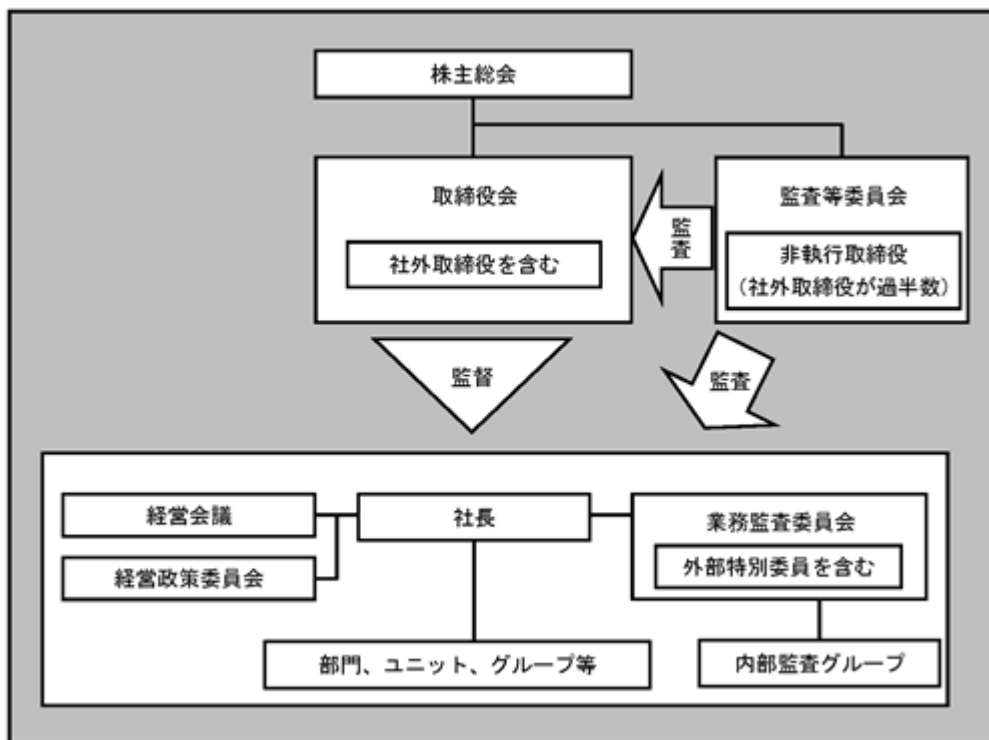 株主総会
取締役会
社外取締役を含む
監査
監査等委員会
非執行取締役
(社外取締役が過半数)
監督
監査
経営会議
社長
業務監査委員会
外部特別委員を含む
経営政策委員会
部門、ユニット、グループ等
内部監査グループ